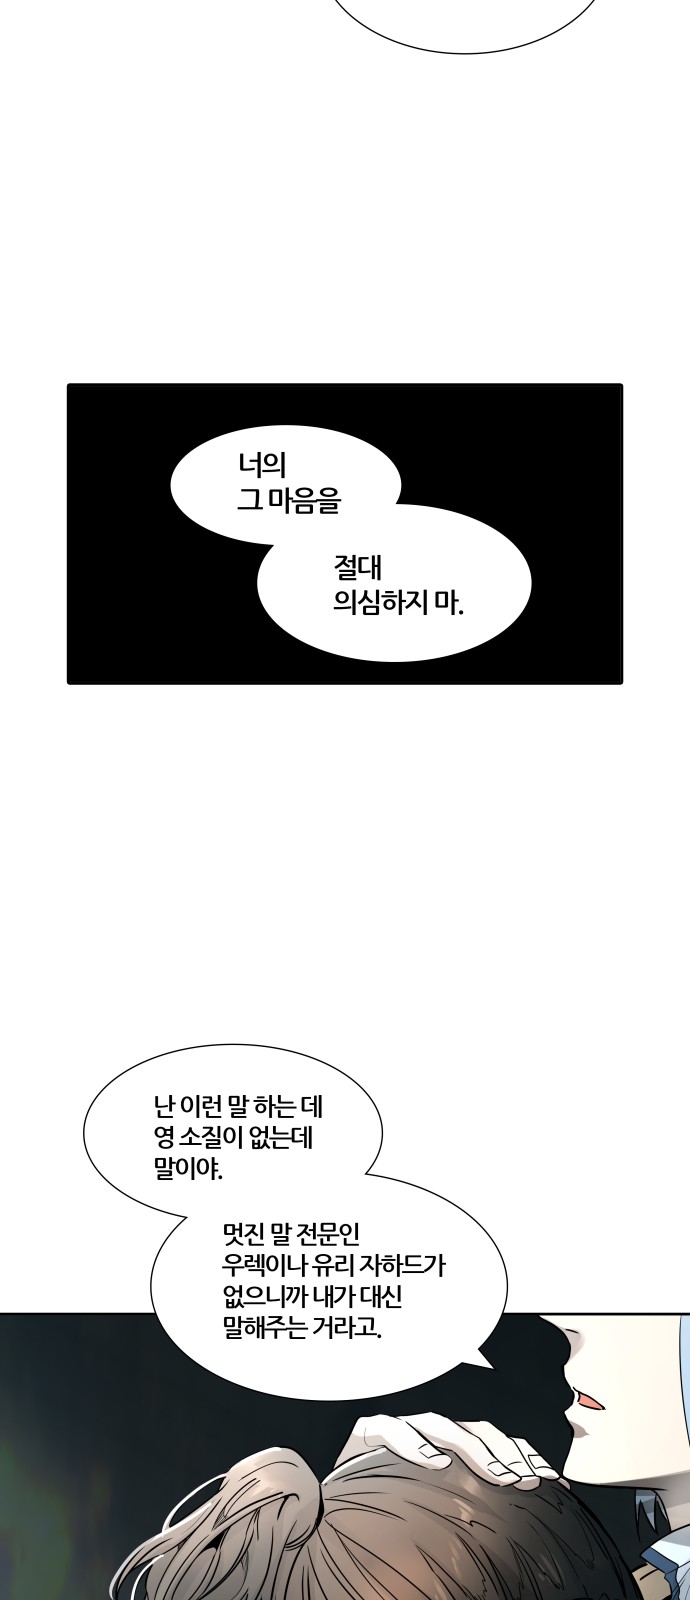 너의
그 마음을
절대
의심하지 마.
난 이런 말 하는 데
영 소질이 없는데
말이야.
멋진 말 전문인
우렉이나 유리 자하드가
없으니까 내가 대신
말해주는 거라고.